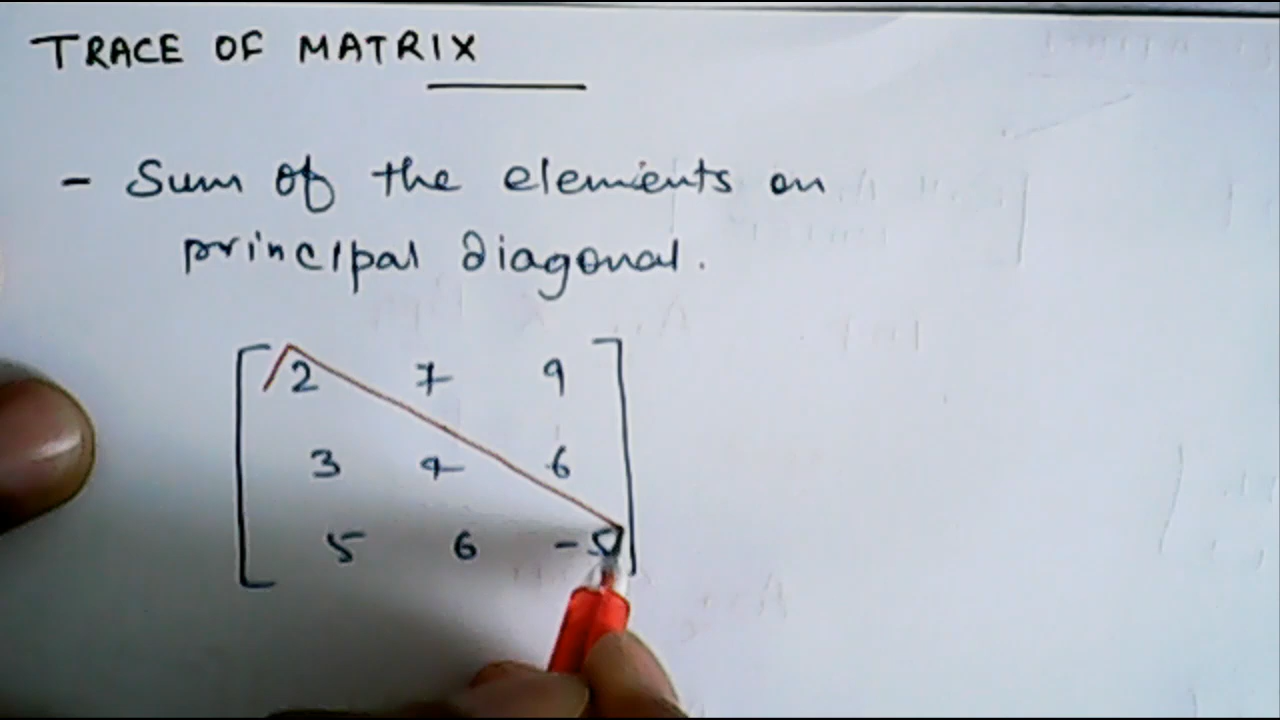 TRACE OF MATRIX
- Sum of the elements on
principal diagonal.
2 7 9
3 4 6
5 6 -5